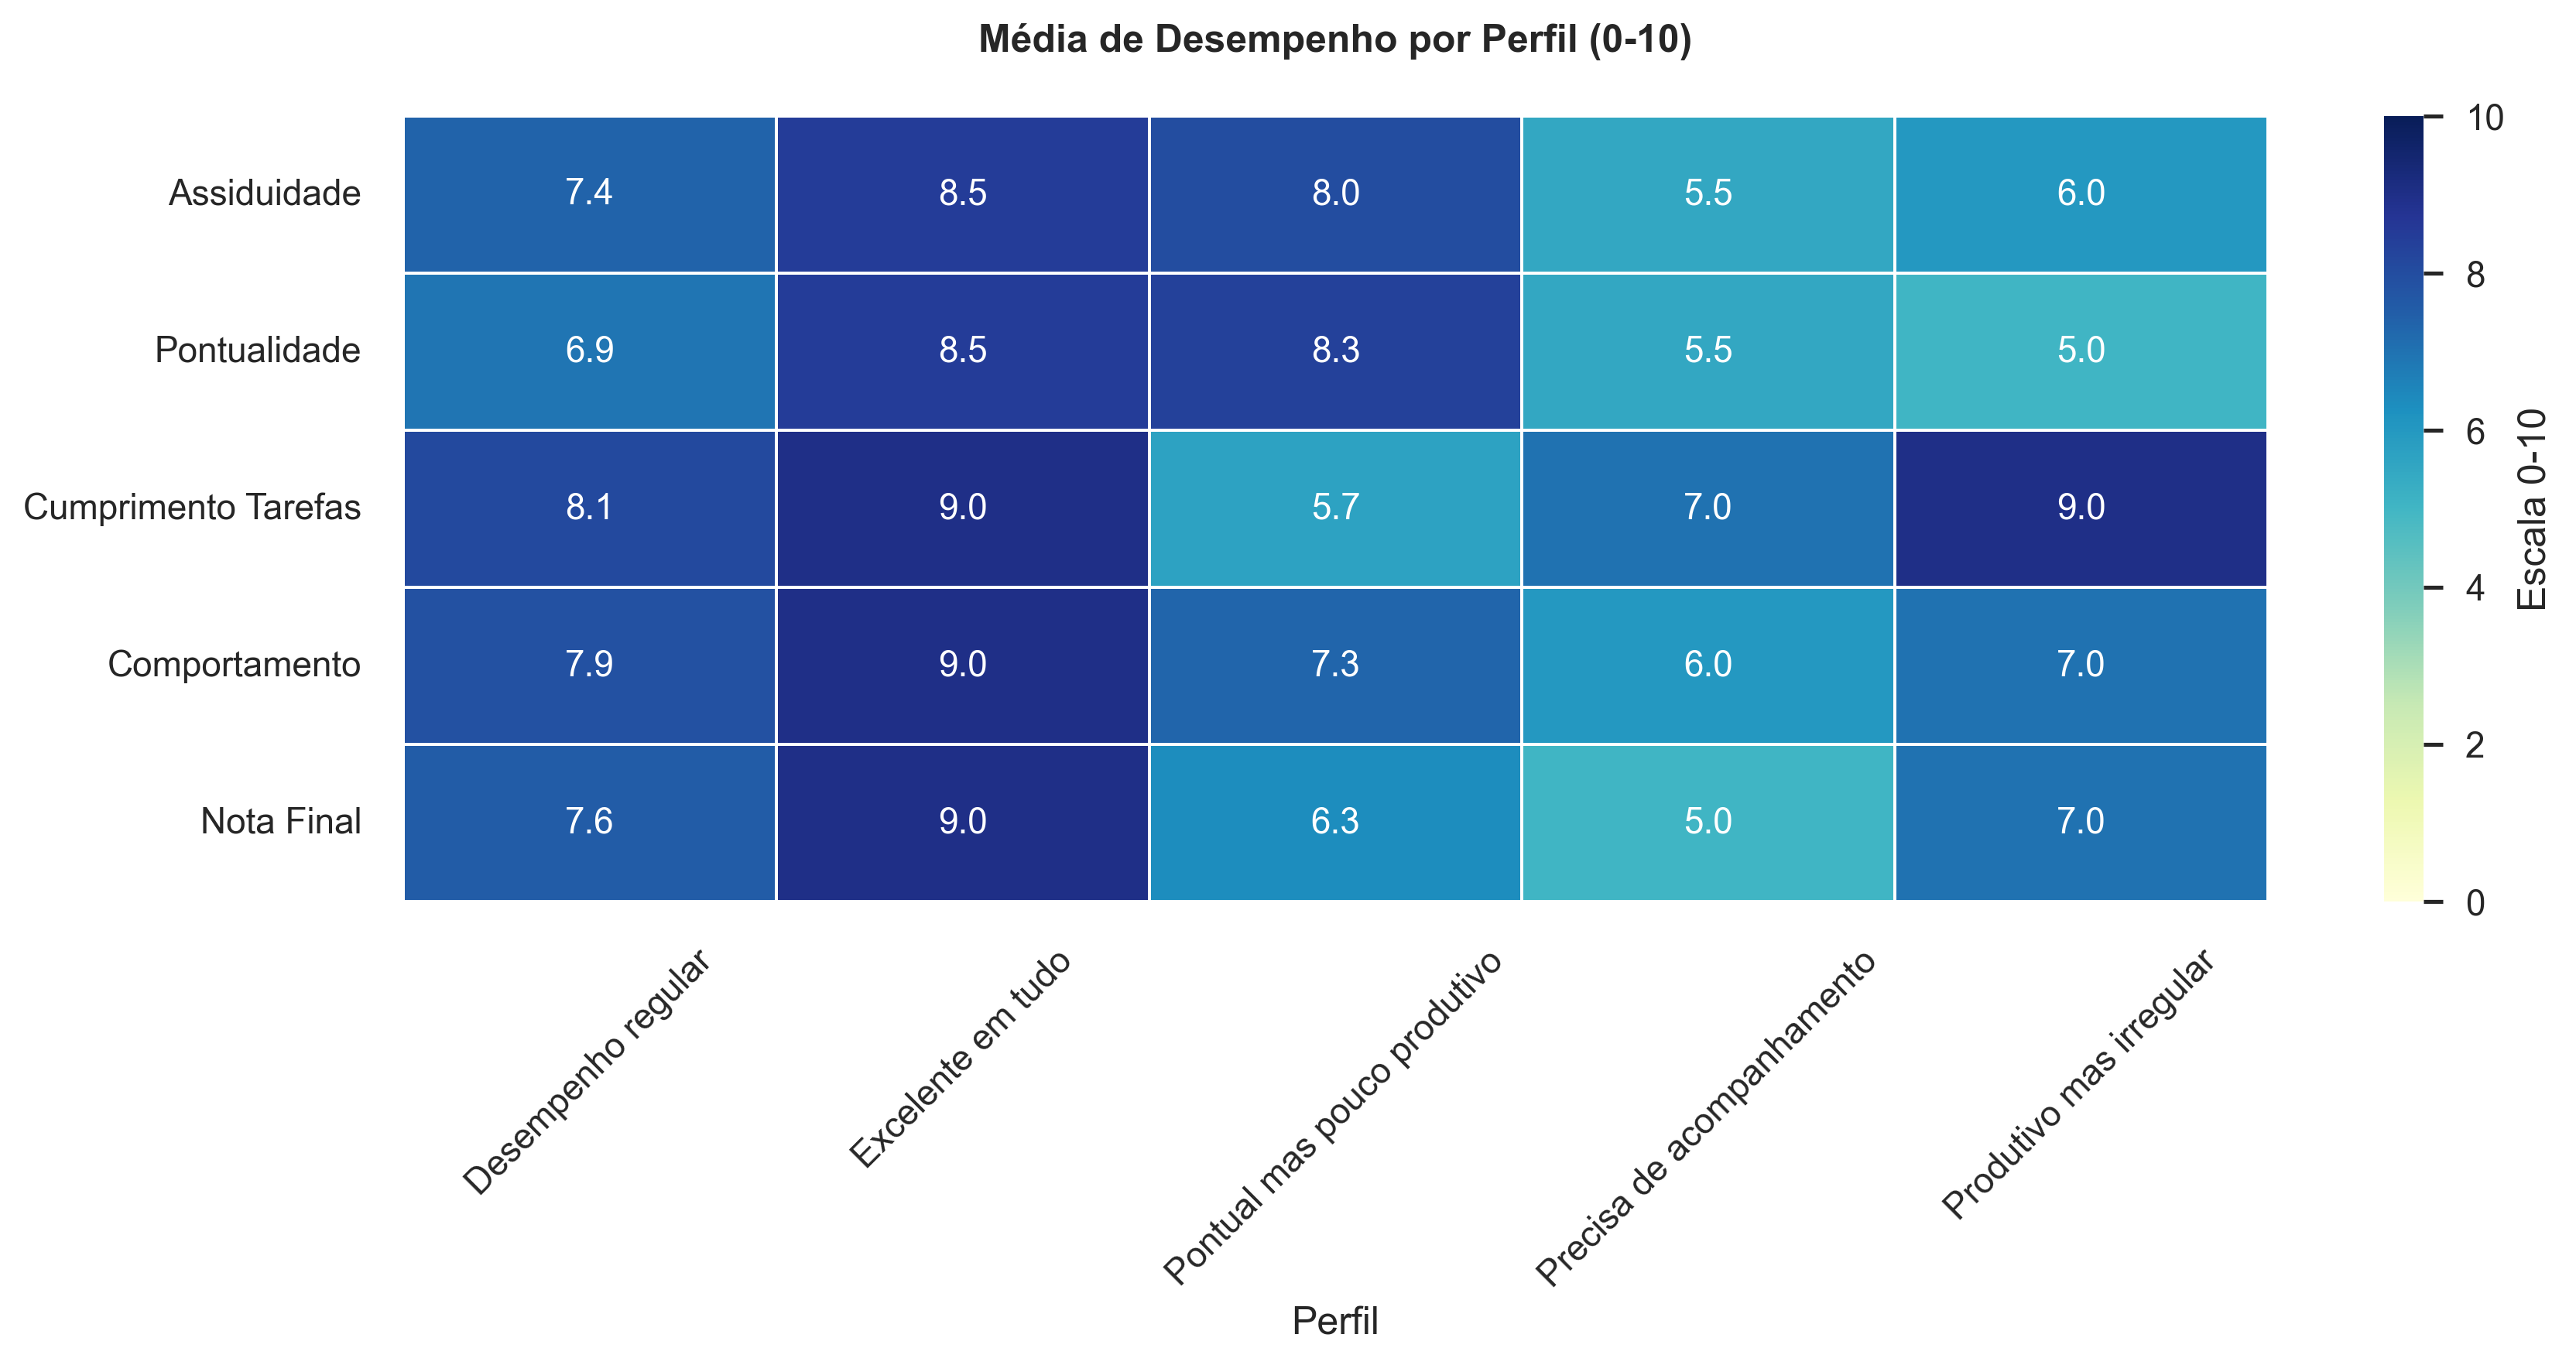 Média de Desempenho por Perfil (0-10)
Assiduidade 7.4 8.5 8.0 5.5 6.0
Pontualidade 6.9 8.5 8.3 5.5 5.0
Cumprimento Tarefas 8.1 9.0 5.7 7.0 9.0
Comportamento 7.9 9.0 7.3 6.0 7.0
Nota Final 7.6 9.0 6.3 5.0 7.0
Desempenho regular
Excelente em tudo
Pontual mas pouco produtivo
Precisa de acompanhamento
Produtivo mas irregular
Perfil
10
8
6
4
2
0
Escala 0-10